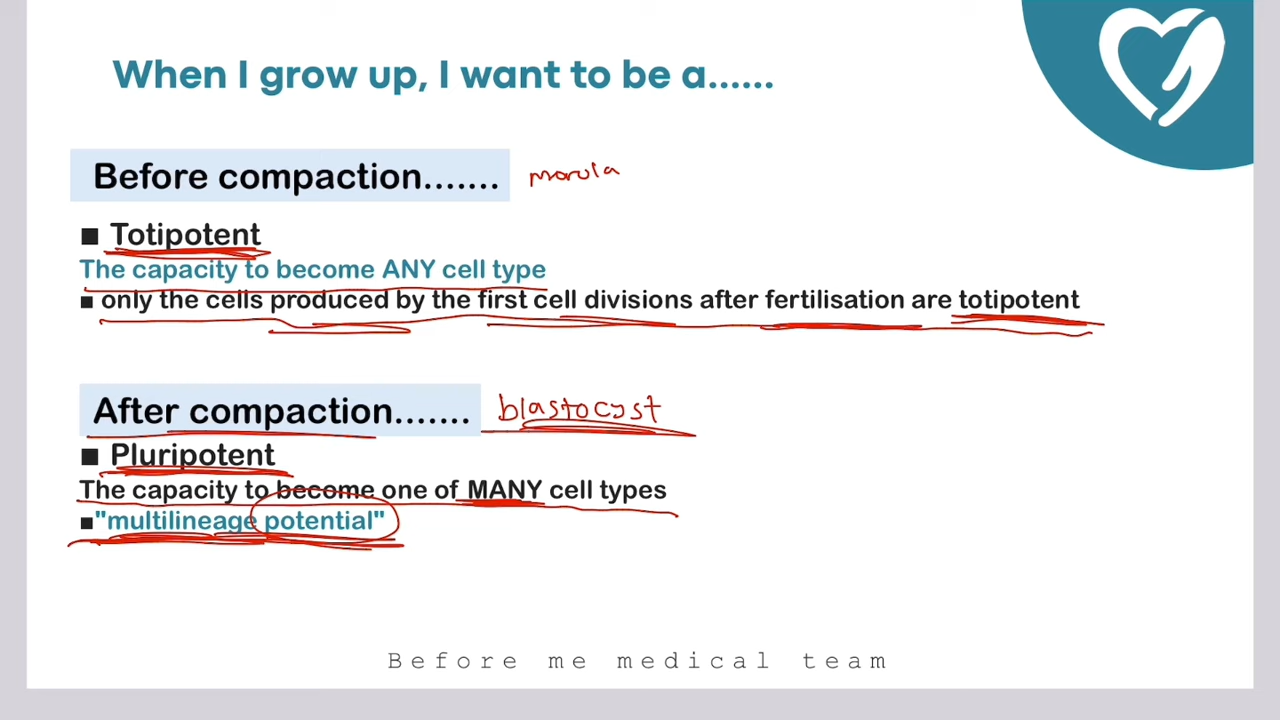 When I grow up, I want to be a......
Before compaction....... morula
■ Totipotent
The capacity to become ANY cell type
■ only the cells produced by the first cell divisions after fertilisation are totipotent
After compaction....... blastocyst
■ Pluripotent
The capacity to become one of MANY cell types
■"multilineage potential"
Before me medical team